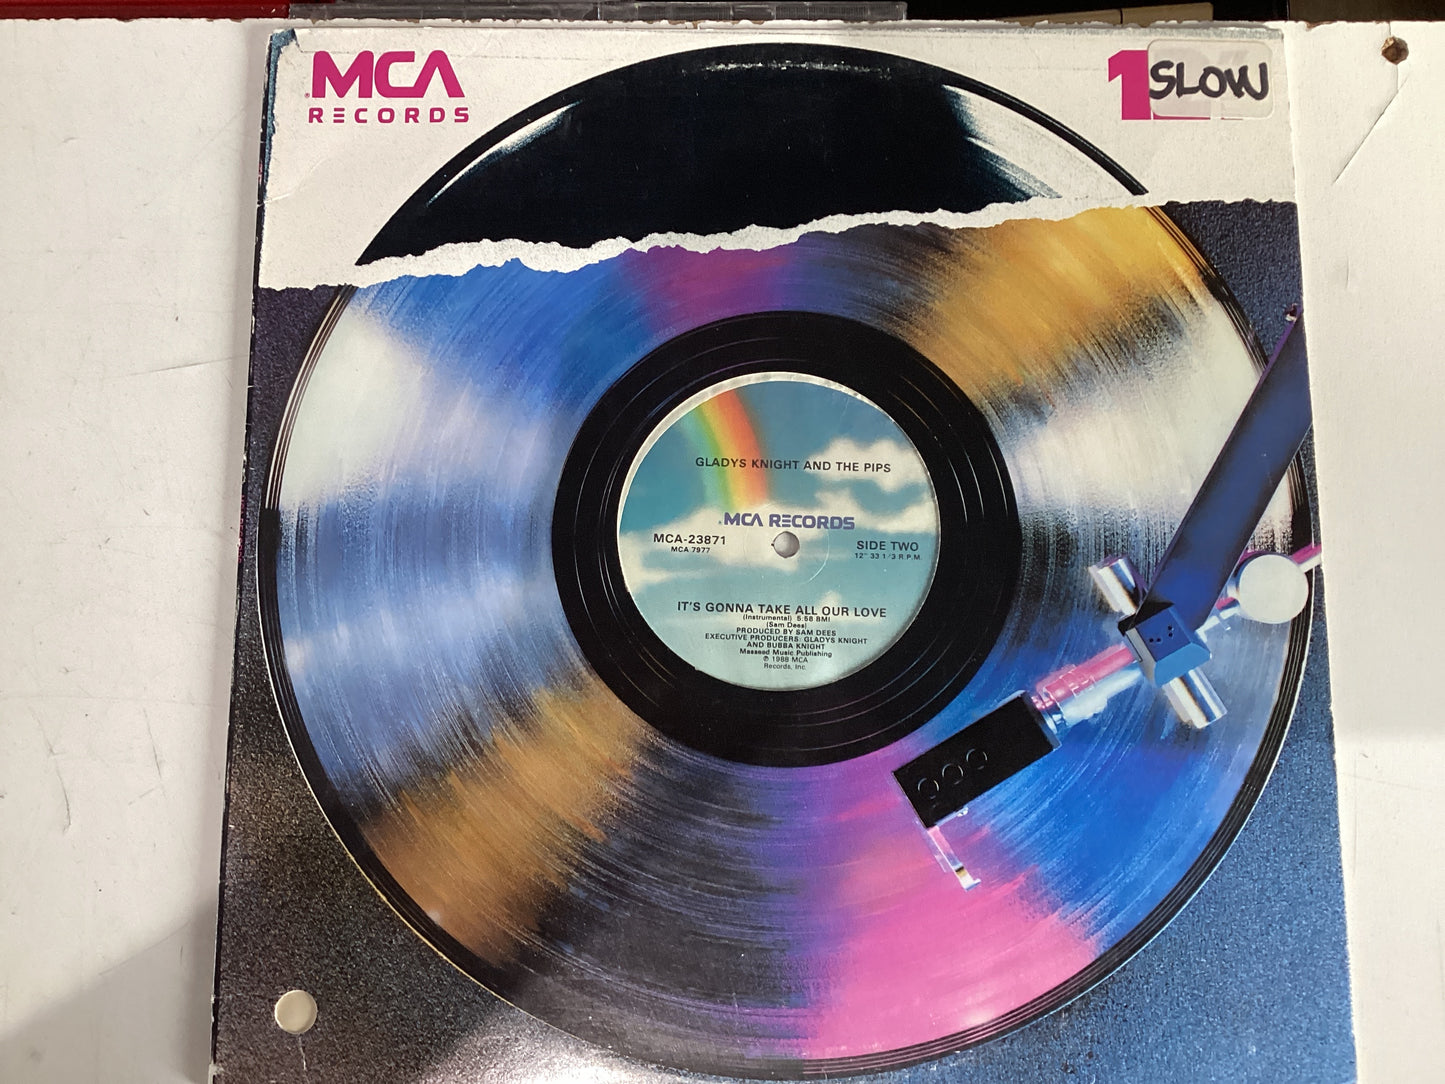 MCA
RECORDS
1
SLOW
GLADYS KNIGHT AND THE PIPS
MCA RECORDS
MCA-23871
MCA 7977
SIDE TWO
12" 33 1/3 R.P.M.
IT'S GONNA TAKE ALL OUR LOVE
(Instrumental) 5:58 BMI
(Sam Dees)
PRODUCED BY SAM DEES
EXECUTIVE PRODUCERS: GLADYS KNIGHT
AND BUBBA KNIGHT
Massead Music Publishing
℗ 1988 MCA
Records, Inc.